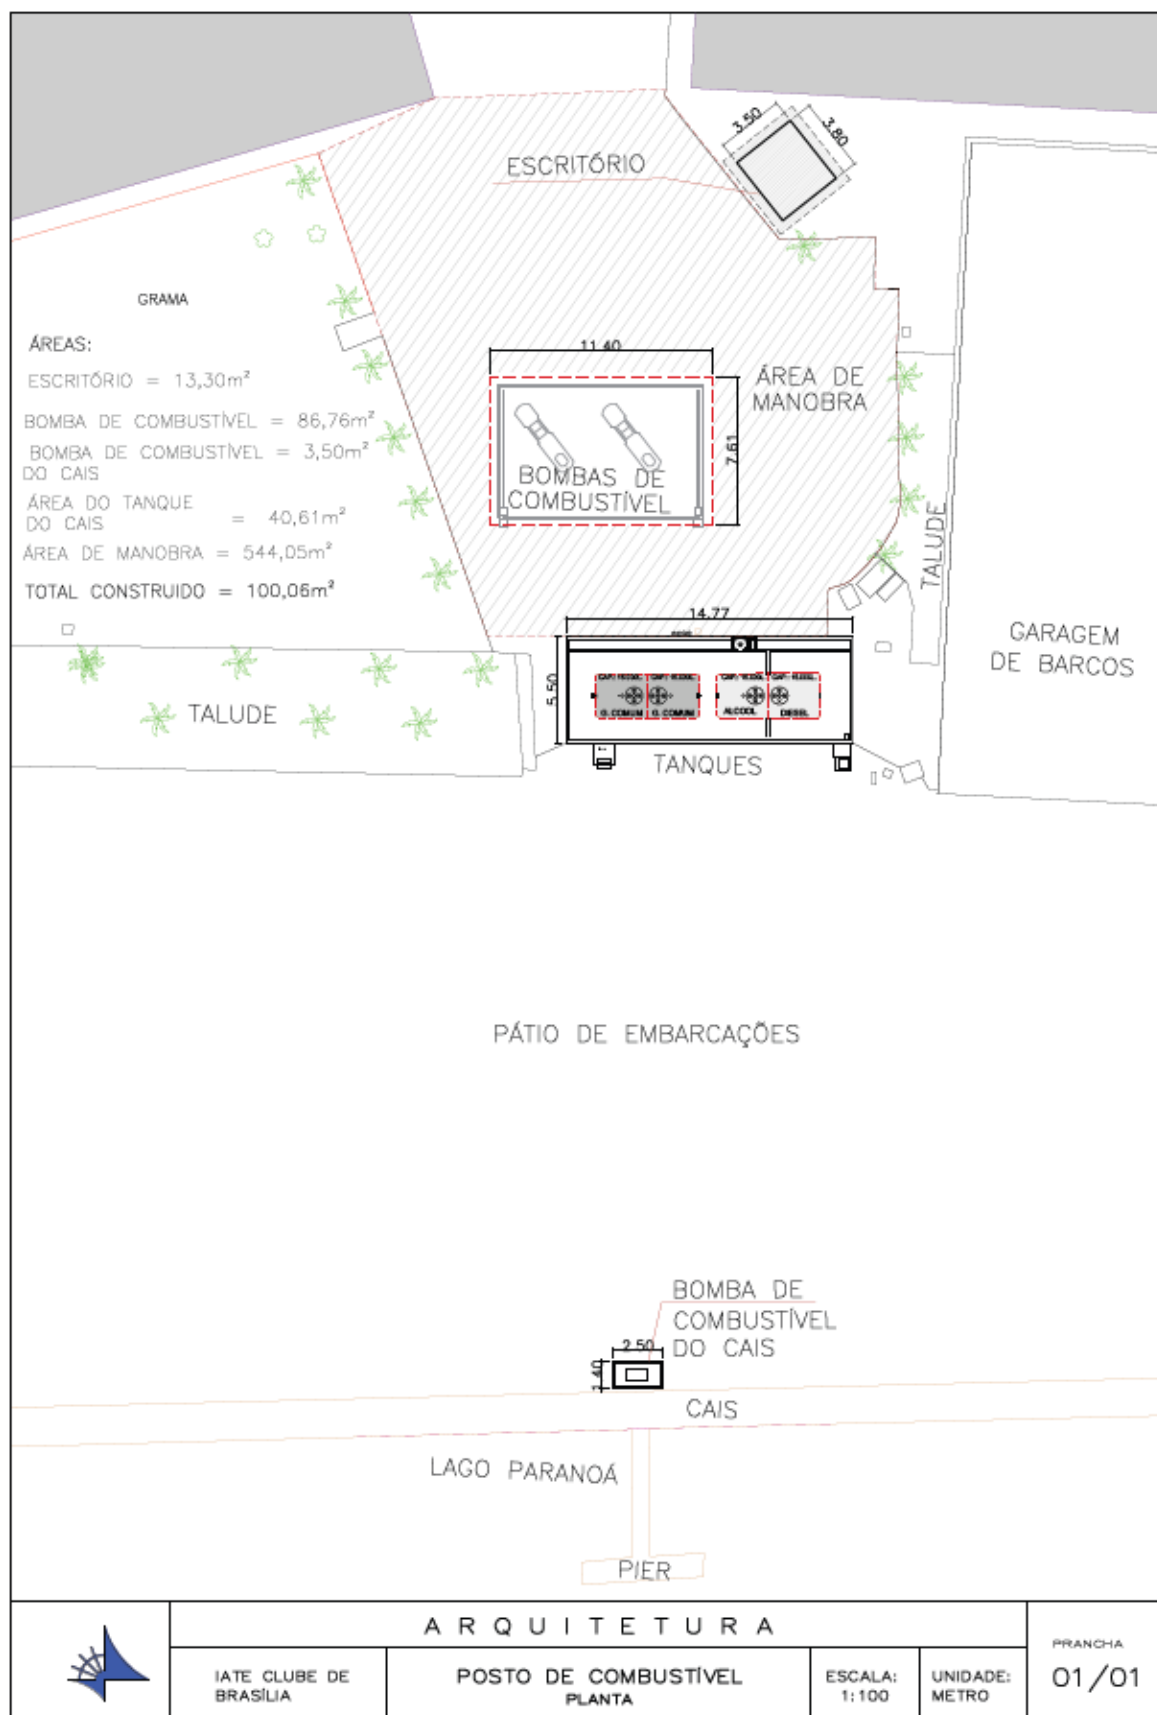 3.50
3.80
ESCRITÓRIO
GRAMA
ÁREAS:
ESCRITÓRIO = 13,30m²
BOMBA DE COMBUSTÍVEL = 86,76m²
BOMBA DE COMBUSTÍVEL = 3,50m²
DO CAIS
ÁREA DO TANQUE
DO CAIS = 40,61m²
ÁREA DE MANOBRA = 544,05m²
TOTAL CONSTRUIDO = 100,06m²
11.40
7.61
ÁREA DE
MANOBRA
BOMBAS DE
COMBUSTÍVEL
TALUDE
GARAGEM
DE BARCOS
14.77
5.50
G. COMUM
G. COMUM
ALCOOL
DIESEL
TALUDE
TANQUES
PÁTIO DE EMBARCAÇÕES
BOMBA DE
COMBUSTÍVEL
DO CAIS
2.50
1.40
CAIS
LAGO PARANOÁ
PIER
ARQUITETURA
IATE CLUBE DE
BRASÍLIA
POSTO DE COMBUSTÍVEL
PLANTA
ESCALA:
1:100
UNIDADE:
METRO
PRANCHA
01/01